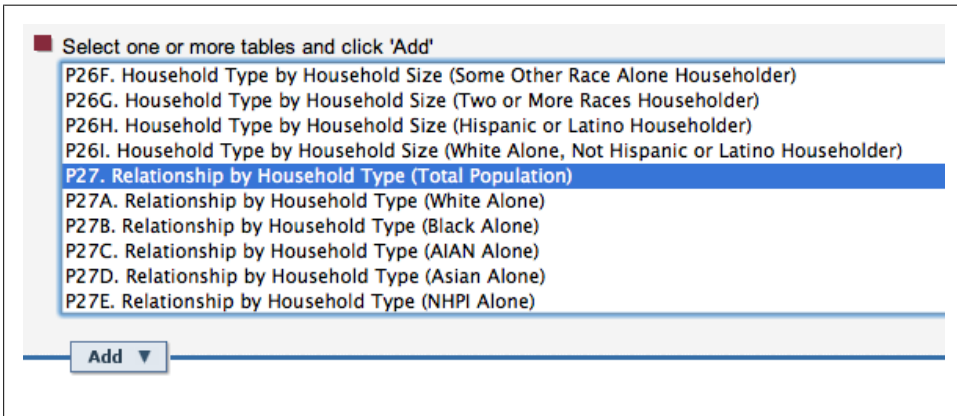 Select one or more tables and click 'Add'
P26F. Household Type by Household Size (Some Other Race Alone Householder)
P26G. Household Type by Household Size (Two or More Races Householder)
P26H. Household Type by Household Size (Hispanic or Latino Householder)
P26I. Household Type by Household Size (White Alone, Not Hispanic or Latino Householder)
P27. Relationship by Household Type (Total Population)
P27A. Relationship by Household Type (White Alone)
P27B. Relationship by Household Type (Black Alone)
P27C. Relationship by Household Type (AIAN Alone)
P27D. Relationship by Household Type (Asian Alone)
P27E. Relationship by Household Type (NHPI Alone)
Add ▼